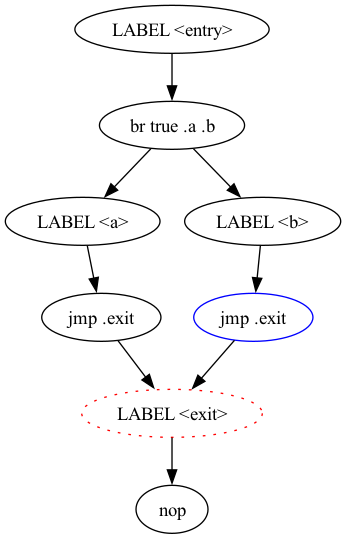 LABEL <entry>
br true .a .b
LABEL <a>
LABEL <b>
jmp .exit
jmp .exit
LABEL <exit>
nop